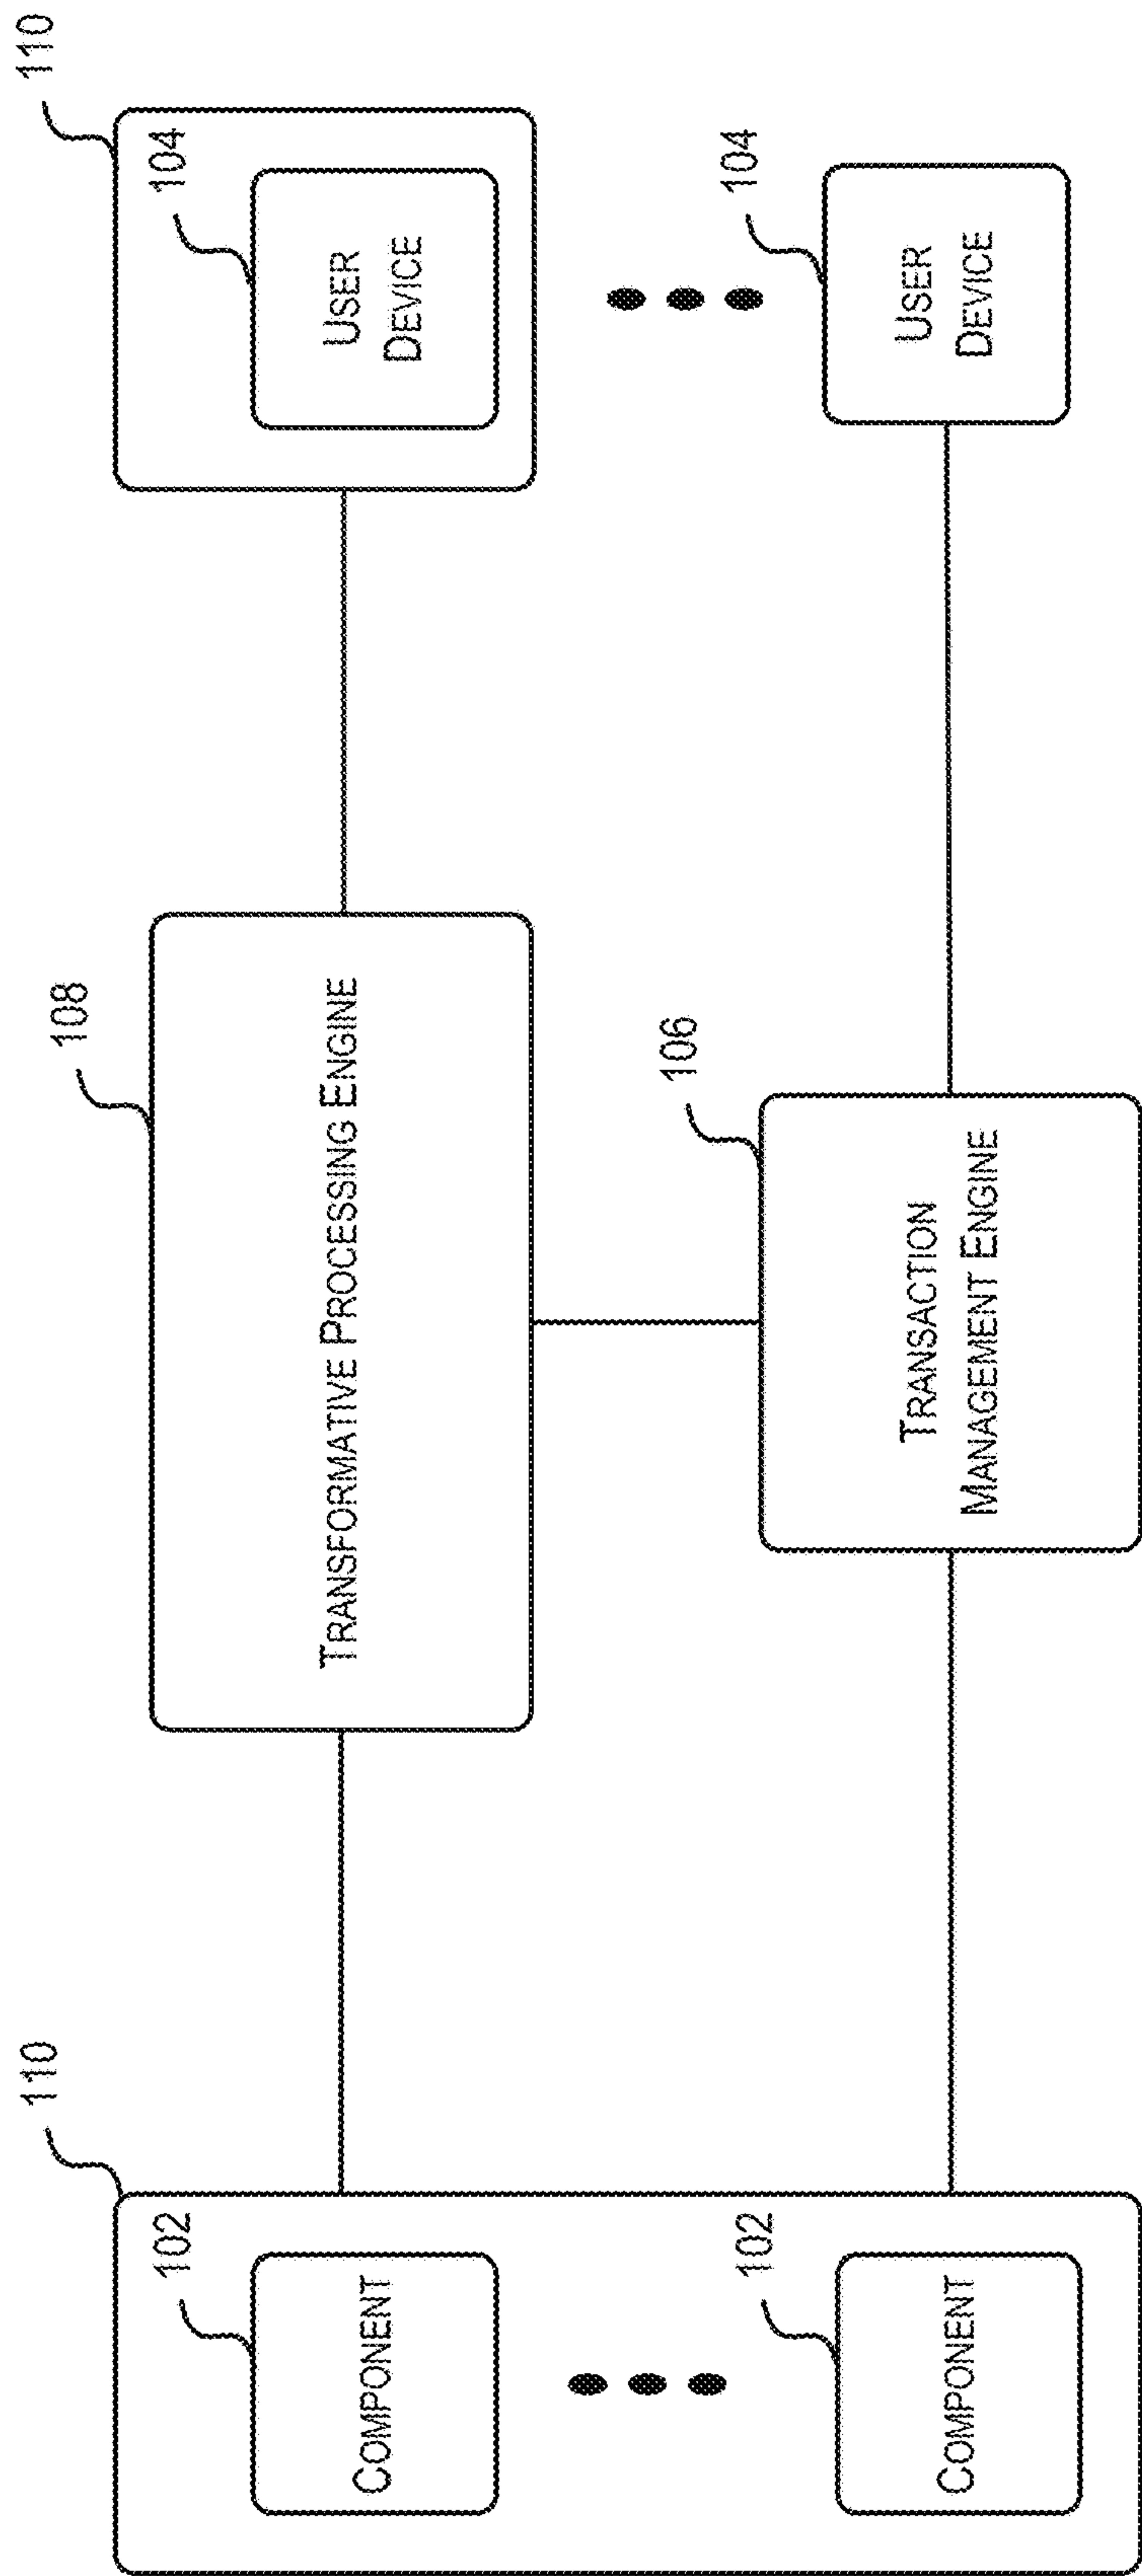 110
102
COMPONENT
102
COMPONENT
108
TRANSFORMATIVE PROCESSING ENGINE
106
TRANSACTION
MANAGEMENT ENGINE
110
104
USER
DEVICE
104
USER
DEVICE